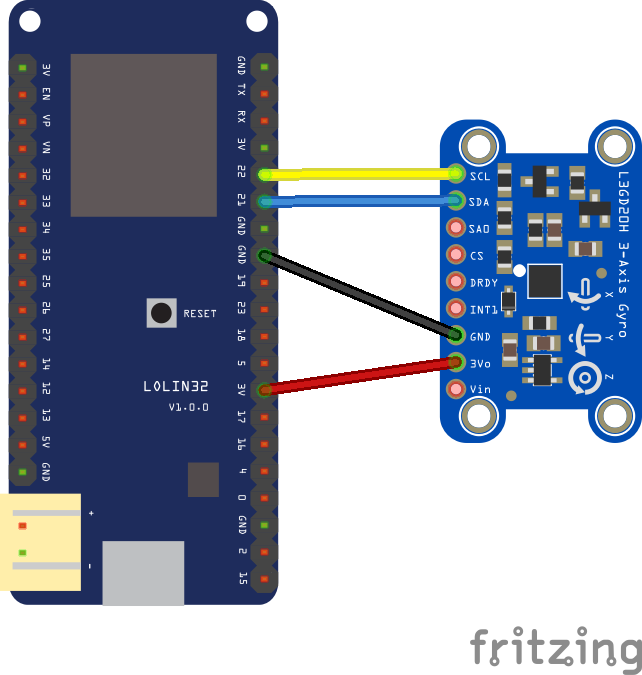 3V
EN
VP
VN
32
33
34
35
25
26
27
14
12
13
5V
GND
+
-
GND
TX
RX
3V
22
21
GND
GND
19
23
18
5
3V
17
16
4
0
GND
2
15
RESET
LOLIN32
V1.0.0
SCL
SDA
SA0
CS
DRDY
INT1
GND
3Vo
Vin
L3GD20H 3-Axis Gyro
X
Y
Z
fritzing